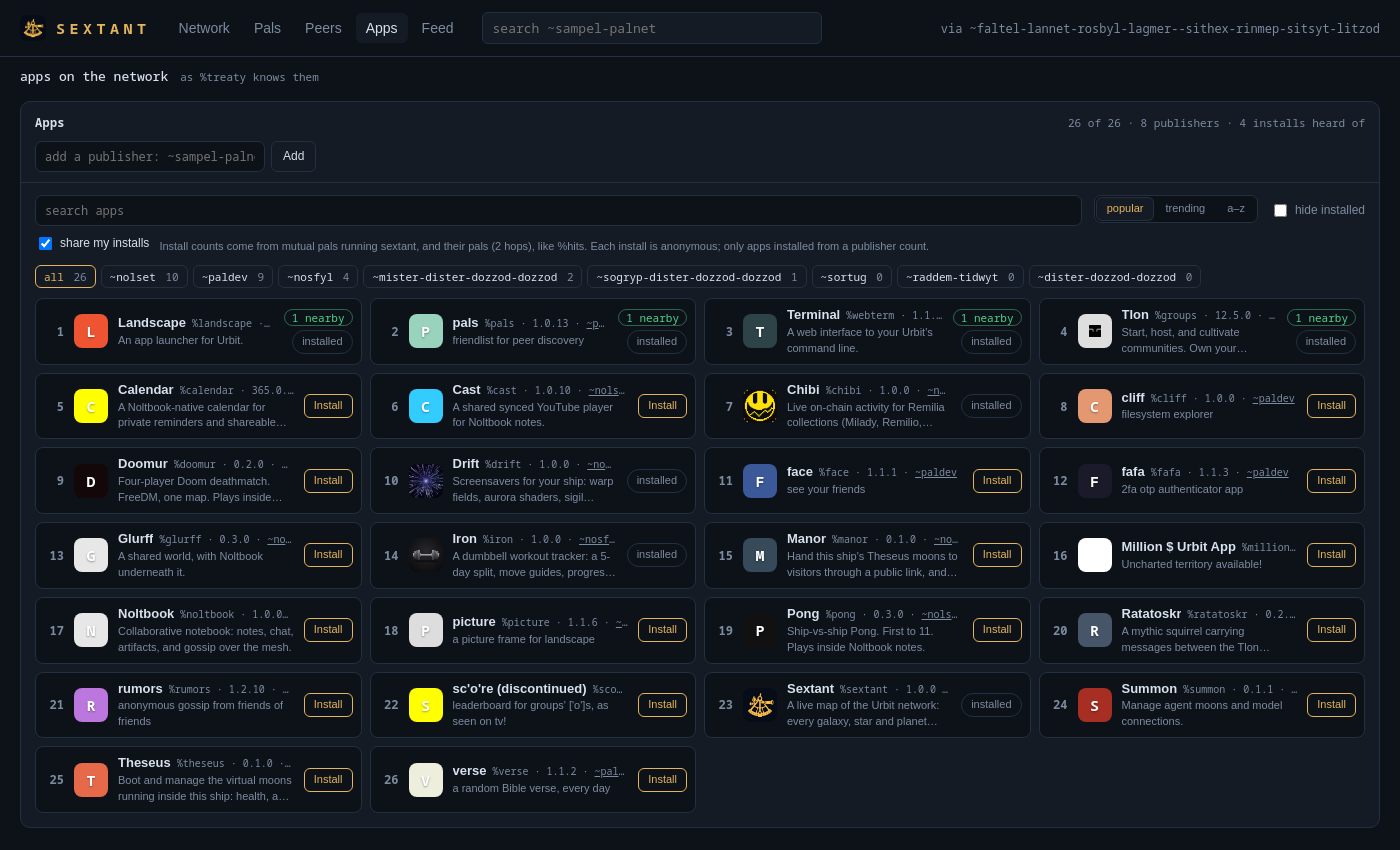 SEXTANT Network Pals Peers Apps Feed search ~sampel-palnet via ~faltel-lannet-rosbyl-lagmer--sithex-rinmep-sitsyt-litzod
apps on the network as %treaty knows them
Apps 26 of 26 · 8 publishers · 4 installs heard of
add a publisher: ~sampel-paln Add
search apps popular trending a–z hide installed
share my installs Install counts come from mutual pals running sextant, and their pals (2 hops), like %hits. Each install is anonymous; only apps installed from a publisher count.
all 26 ~nolset 10 ~paldev 9 ~nosfyl 4 ~mister-dister-dozzod-dozzod 2 ~sogryp-dister-dozzod-dozzod 1 ~sortug 0 ~raddem-tidwyt 0 ~dister-dozzod-dozzod 0
1 L Landscape %landscape ·… 1 nearby
An app launcher for Urbit. installed
2 P pals %pals · 1.0.13 · ~p… 1 nearby
friendlist for peer discovery installed
3 T Terminal %webterm · 1.1.… 1 nearby
A web interface to your Urbit's
command line. installed
4 Tlon %groups · 12.5.0 · … 1 nearby
Start, host, and cultivate
communities. Own your… installed
5 C Calendar %calendar · 365.0.…
A Noltbook-native calendar for
private reminders and shareable… Install
6 C Cast %cast · 1.0.10 · ~nols…
A shared synced YouTube player
for Noltbook notes. Install
7 Chibi %chibi · 1.0.0 · ~n…
Live on-chain activity for Remilia
collections (Milady, Remilio,… installed
8 C cliff %cliff · 1.0.0 · ~paldev
filesystem explorer Install
9 D Doomur %doomur · 0.2.0 · …
Four-player Doom deathmatch.
FreeDM, one map. Plays inside… Install
10 Drift %drift · 1.0.0 · ~no…
Screensavers for your ship: warp
fields, aurora shaders, sigil… installed
11 F face %face · 1.1.1 · ~paldev
see your friends Install
12 F fafa %fafa · 1.1.3 · ~paldev
2fa otp authenticator app Install
13 G Glurff %glurff · 0.3.0 · ~no…
A shared world, with Noltbook
underneath it. Install
14 Iron %iron · 1.0.0 · ~nosf…
A dumbbell workout tracker: a 5-
day split, move guides, progres… installed
15 M Manor %manor · 0.1.0 · ~no…
Hand this ship's Theseus moons to
visitors through a public link, and… Install
16 Million $ Urbit App %million…
Uncharted territory available! Install
17 N Noltbook %noltbook · 1.0.0…
Collaborative notebook: notes, chat,
artifacts, and gossip over the mesh. Install
18 P picture %picture · 1.1.6 · ~…
a picture frame for landscape Install
19 P Pong %pong · 0.3.0 · ~nols…
Ship-vs-ship Pong. First to 11.
Plays inside Noltbook notes. Install
20 R Ratatoskr %ratatoskr · 0.2.…
A mythic squirrel carrying
messages between the Tlon… Install
21 R rumors %rumors · 1.2.10 · …
anonymous gossip from friends of
friends Install
22 S sc'o're (discontinued) %sco…
leaderboard for groups' ['o']s, as
seen on tv! Install
23 Sextant %sextant · 1.0.0 …
A live map of the Urbit network:
every galaxy, star and planet… installed
24 S Summon %summon · 0.1.1 · …
Manage agent moons and model
connections. Install
25 T Theseus %theseus · 0.1.0 ·…
Boot and manage the virtual moons
running inside this ship: health, a… Install
26 V verse %verse · 1.1.2 · ~pal…
a random Bible verse, every day Install